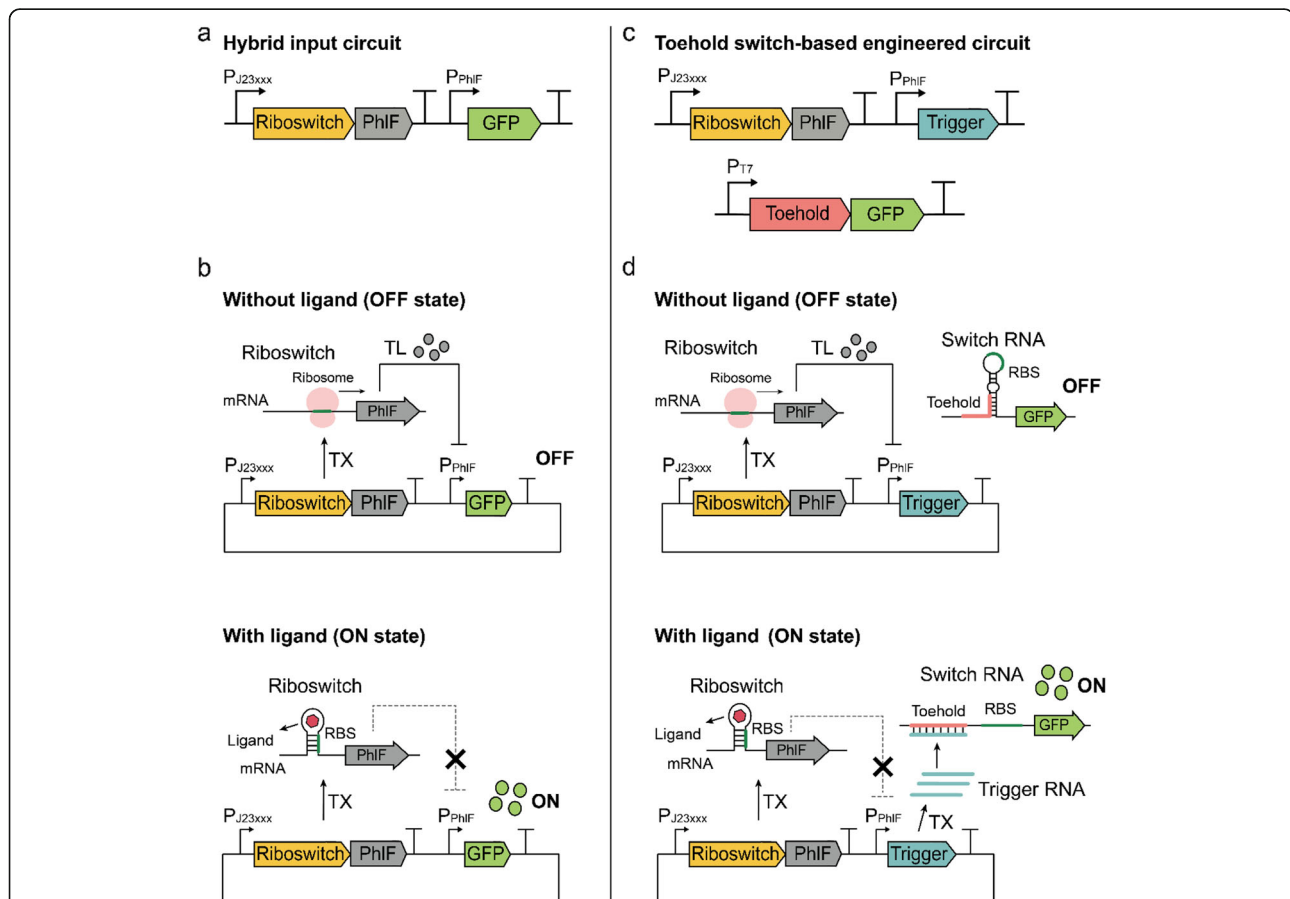 a
Hybrid input circuit
PJ23xxx
PPhlF
Riboswitch
PhlF
GFP
b
Without ligand (OFF state)
Riboswitch
TL
Ribosome
mRNA
PhlF
PJ23xxx
TX
PPhlF
OFF
Riboswitch
PhlF
GFP
With ligand (ON state)
Riboswitch
Ligand
RBS
mRNA
PhlF
TX
ON
PJ23xxx
PPhlF
Riboswitch
PhlF
GFP
c
Toehold switch-based engineered circuit
PJ23xxx
PPhlF
Riboswitch
PhlF
Trigger
PT7
Toehold
GFP
d
Without ligand (OFF state)
Riboswitch
TL
Ribosome
mRNA
PhlF
Switch RNA
RBS
OFF
Toehold
GFP
PJ23xxx
TX
PPhlF
Riboswitch
PhlF
Trigger
With ligand (ON state)
Riboswitch
Ligand
RBS
mRNA
PhlF
Switch RNA
ON
Toehold
RBS
GFP
Trigger RNA
TX
TX
PJ23xxx
PPhlF
Riboswitch
PhlF
Trigger